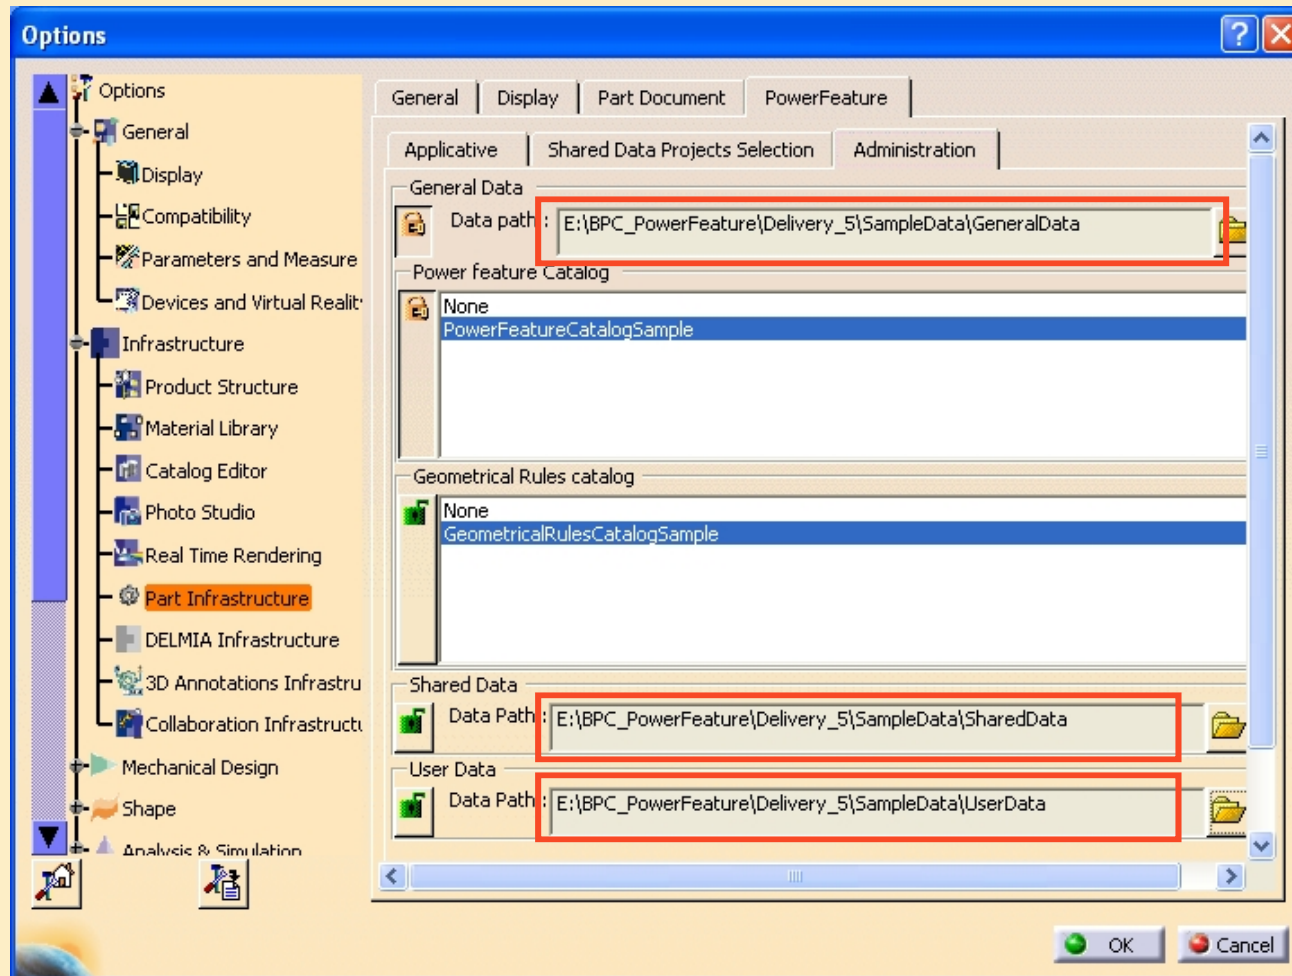 Options
Options
General
Display
Compatibility
Parameters and Measure
Devices and Virtual Realit
Infrastructure
Product Structure
Material Library
Catalog Editor
Photo Studio
Real Time Rendering
Part Infrastructure
DELMIA Infrastructure
3D Annotations Infrastru
Collaboration Infrastructu
Mechanical Design
Shape
Analysis & Simulation
General Display Part Document PowerFeature
Applicative Shared Data Projects Selection Administration
General Data
Data path : E:\BPC_PowerFeature\Delivery_5\SampleData\GeneralData
Power feature Catalog
None
PowerFeatureCatalogSample
Geometrical Rules catalog
None
GeometricalRulesCatalogSample
Shared Data
Data Path : E:\BPC_PowerFeature\Delivery_5\SampleData\SharedData
User Data
Data Path : E:\BPC_PowerFeature\Delivery_5\SampleData\UserData
OK Cancel